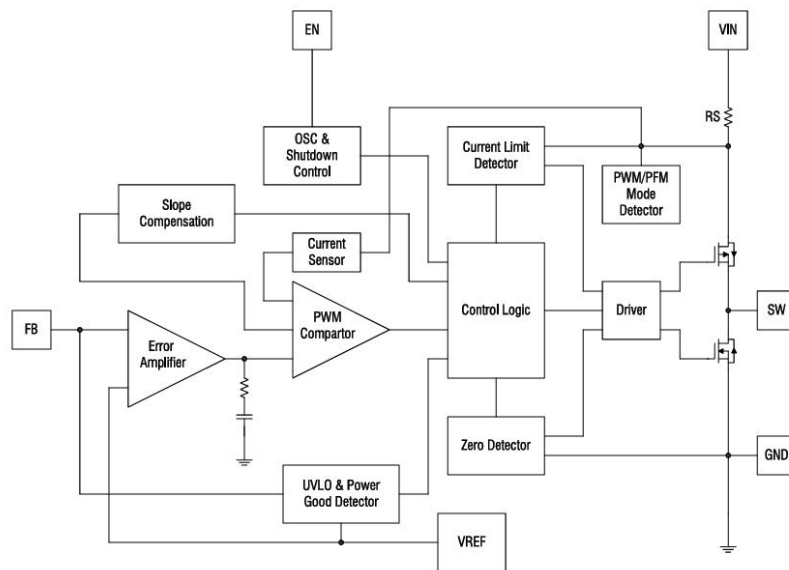 EN
VIN
RS
OSC &
Shutdown
Control
Current Limit
Detector
PWM/PFM
Mode
Detector
Slope
Compensation
Current
Sensor
FB
Error
Amplifier
PWM
Compartor
Control Logic
Driver
SW
Zero Detector
GND
UVLO & Power
Good Detector
VREF